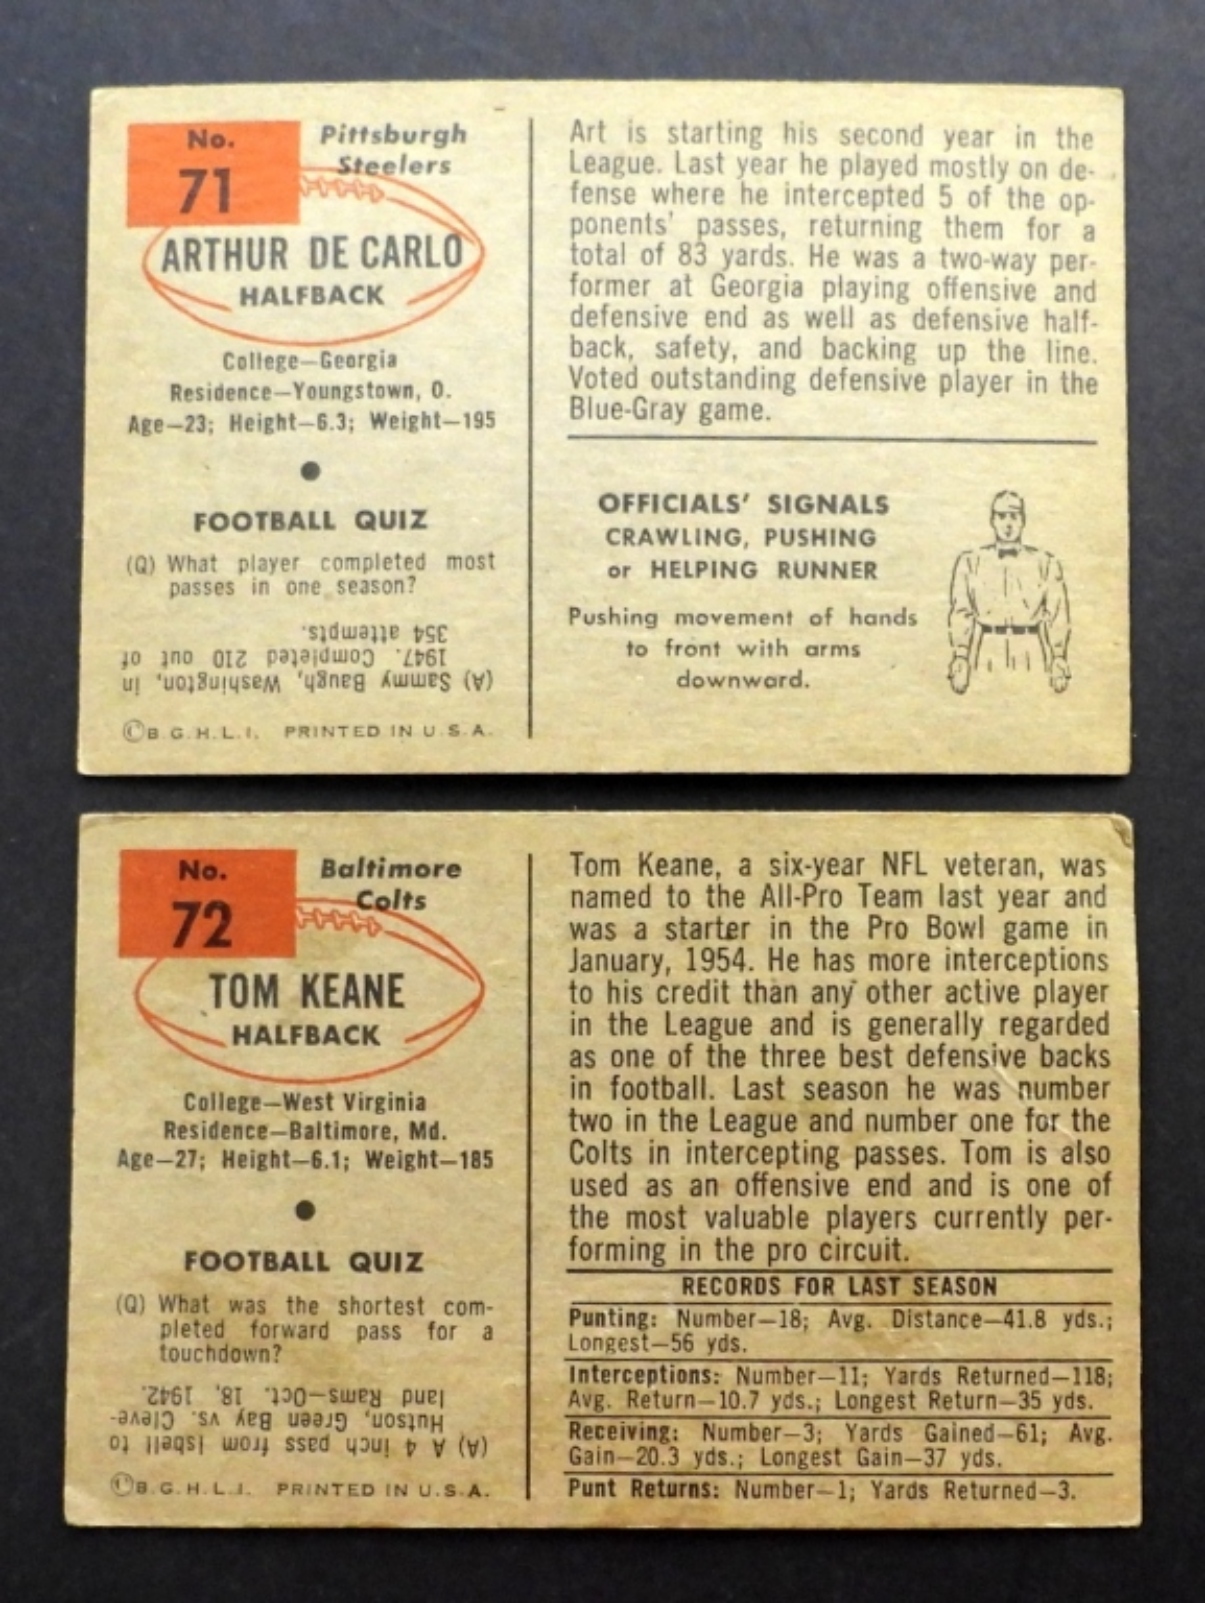 No.
71
Pittsburgh
Steelers
ARTHUR DE CARLO
HALFBACK
College—Georgia
Residence—Youngstown, O.
Age—23; Height—6.3; Weight—195
FOOTBALL QUIZ
(Q) What player completed most
passes in one season?
(A) Sammy Baugh, Washington, in
1947. Completed 210 out of
354 attempts.
©B.G.H.L.I. PRINTED IN U.S.A.
Art is starting his second year in the
League. Last year he played mostly on de-
fense where he intercepted 5 of the op-
ponents' passes, returning them for a
total of 83 yards. He was a two-way per-
former at Georgia playing offensive and
defensive end as well as defensive half-
back, safety, and backing up the line.
Voted outstanding defensive player in the
Blue-Gray game.
OFFICIALS' SIGNALS
CRAWLING, PUSHING
or HELPING RUNNER
Pushing movement of hands
to front with arms
downward.
No.
72
Baltimore
Colts
TOM KEANE
HALFBACK
College—West Virginia
Residence—Baltimore, Md.
Age—27; Height—6.1; Weight—185
FOOTBALL QUIZ
(Q) What was the shortest com-
pleted forward pass for a
touchdown?
(A) A 4 inch pass from Isbell to
Hutson, Green Bay vs. Cleve-
land Rams—Oct. 18, 1942.
©B.G.H.L.I. PRINTED IN U.S.A.
Tom Keane, a six-year NFL veteran, was
named to the All-Pro Team last year and
was a starter in the Pro Bowl game in
January, 1954. He has more interceptions
to his credit than any other active player
in the League and is generally regarded
as one of the three best defensive backs
in football. Last season he was number
two in the League and number one for the
Colts in intercepting passes. Tom is also
used as an offensive end and is one of
the most valuable players currently per-
forming in the pro circuit.
RECORDS FOR LAST SEASON
Punting: Number—18; Avg. Distance—41.8 yds.;
Longest—56 yds.
Interceptions: Number—11; Yards Returned—118;
Avg. Return—10.7 yds.; Longest Return—35 yds.
Receiving: Number—3; Yards Gained—61; Avg.
Gain—20.3 yds.; Longest Gain—37 yds.
Punt Returns: Number—1; Yards Returned—3.